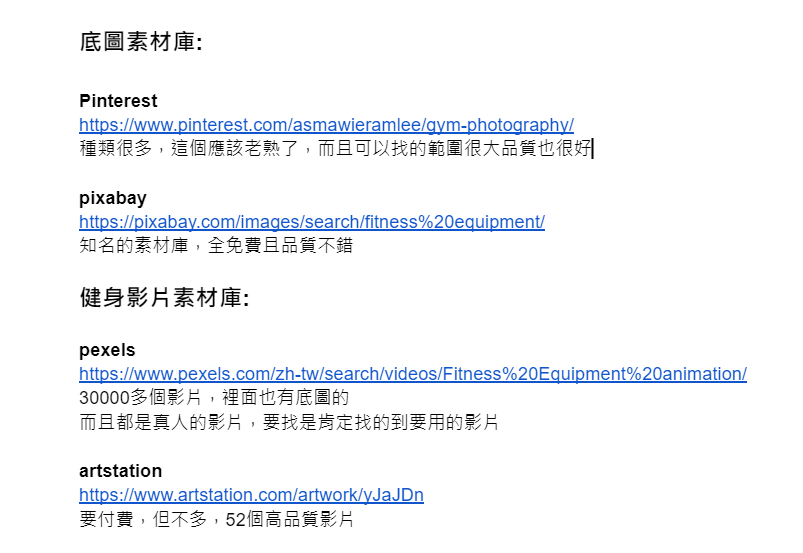 底圖素材庫:
Pinterest
https://www.pinterest.com/asmawieramlee/gym-photography/
種類很多，這個應該老熟了，而且可以找的範圍很大品質也很好
pixabay
https://pixabay.com/images/search/fitness%20equipment/
知名的素材庫，全免費且品質不錯
健身影片素材庫:
pexels
https://www.pexels.com/zh-tw/search/videos/Fitness%20Equipment%20animation/
30000多個影片，裡面也有底圖的
而且都是真人的影片，要找是肯定找的到要用的影片
artstation
https://www.artstation.com/artwork/yJaJDn
要付費，但不多，52個高品質影片